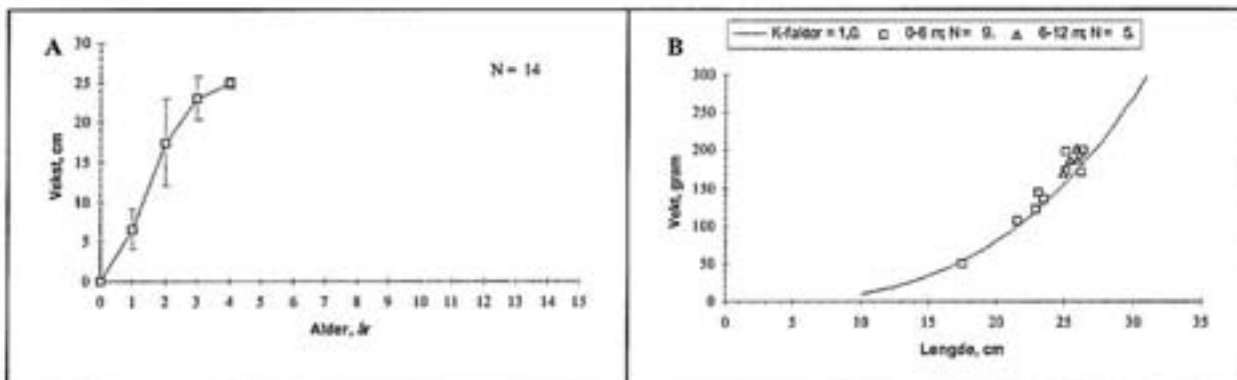 A
N = 14
Vekst, cm
30
25
20
15
10
5
0
0 1 2 3 4 5 6 7 8 9 10 11 12 13 14 15
Alder, år
B
K-faktor = 1,0. 0-6 m; N = 9. 6-12 m; N = 5.
Vekt, gram
300
250
200
150
100
50
0
0 5 10 15 20 25 30 35
Lengde, cm